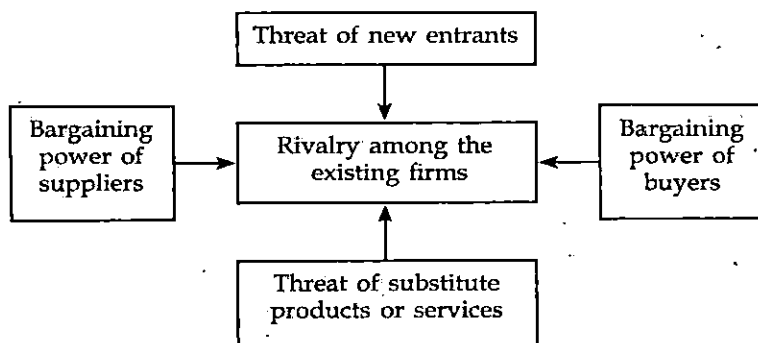 Threat of new entrants
Bargaining
power of
suppliers
Rivalry among the
existing firms
Bargaining
power of
buyers
Threat of substitute
products or services